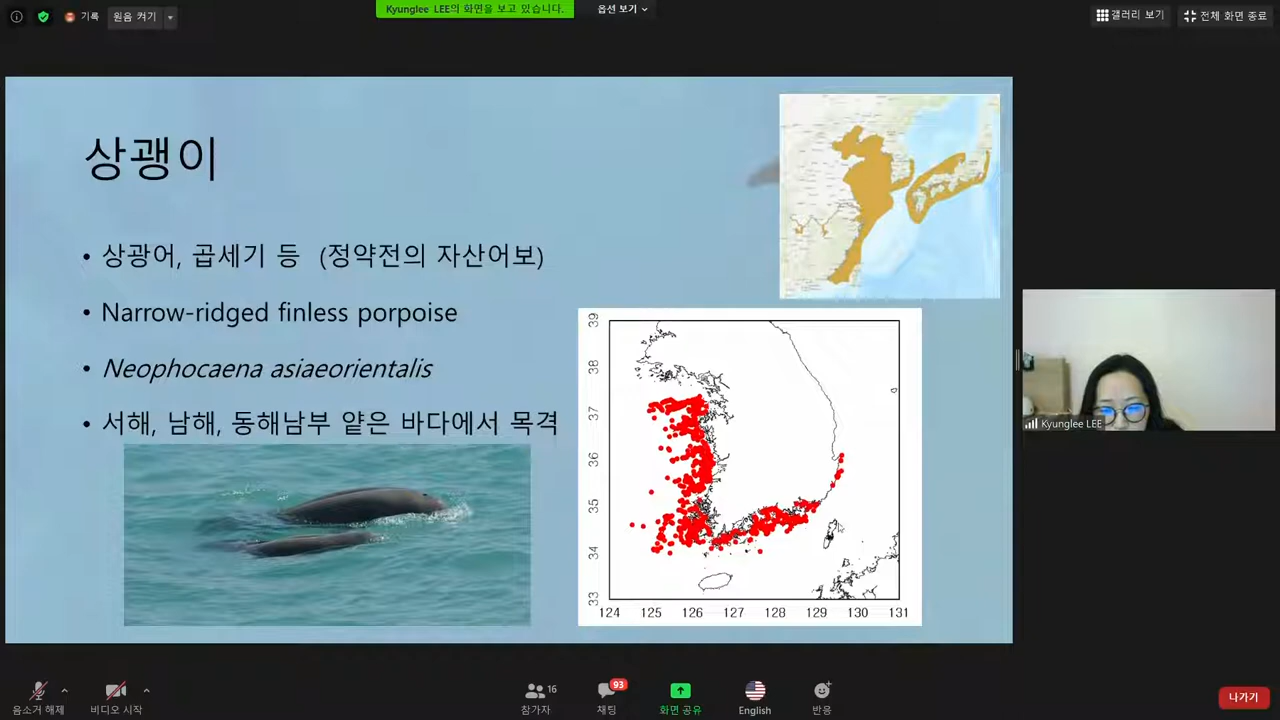 기록
원음 켜기
Kyunglee LEE의 화면을 보고 있습니다.
옵션 보기
갤러리 보기
전체 화면 종료
상괭이
• 상광어, 곱세기 등 (정약전의 자산어보)
• Narrow-ridged finless porpoise
• Neophocaena asiaeorientalis
• 서해, 남해, 동해남부 얕은 바다에서 목격
39
38
37
36
35
34
33
124 125 126 127 128 129 130 131
Kyunglee LEE
음소거 해제
비디오 시작
16
참가자
93
채팅
화면 공유
English
반응
나가기